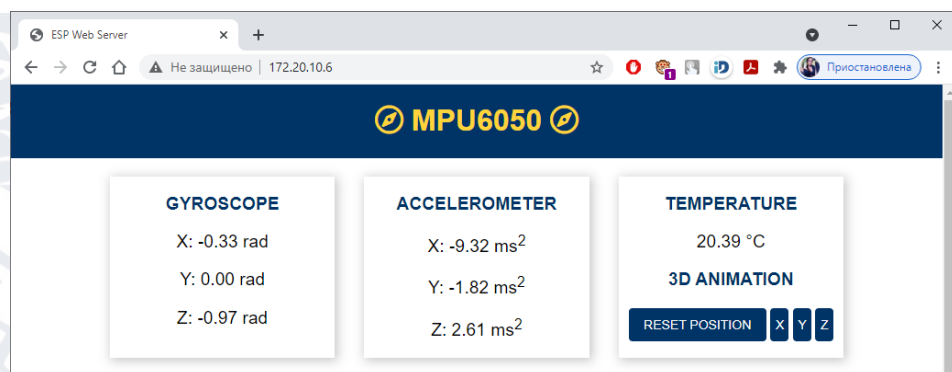 ESP Web Server
Не защищено | 172.20.10.6
1
Приостановлена
MPU6050
GYROSCOPE
X: -0.33 rad
Y: 0.00 rad
Z: -0.97 rad
ACCELEROMETER
X: -9.32 ms²
Y: -1.82 ms²
Z: 2.61 ms²
TEMPERATURE
20.39 °C
3D ANIMATION
RESET POSITION X Y Z